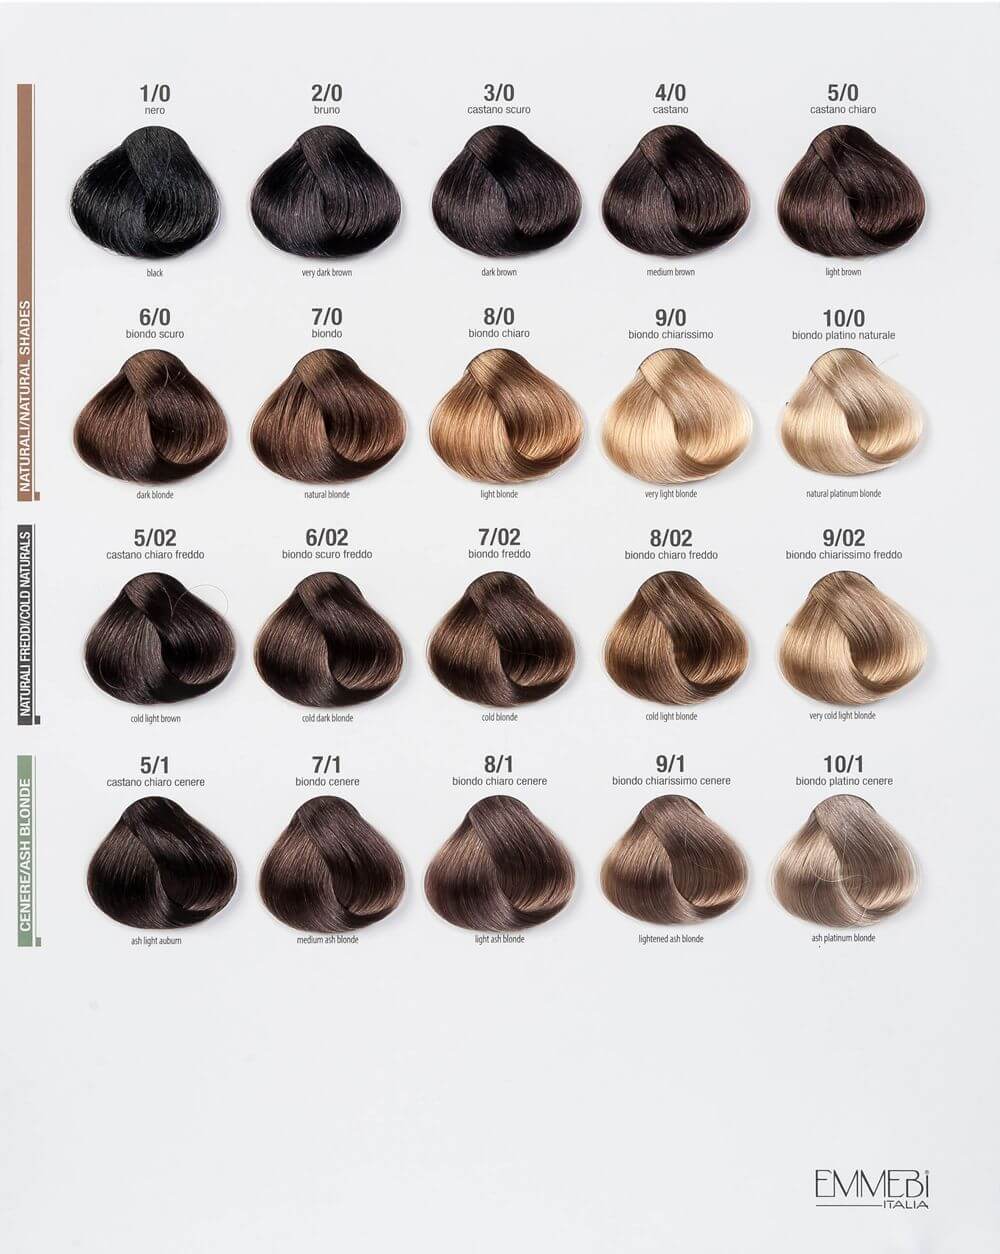 1/0
nero
black
2/0
bruno
very dark brown
3/0
castano scuro
dark brown
4/0
castano
medium brown
5/0
castano chiaro
light brown
6/0
biondo scuro
dark blonde
7/0
biondo
natural blonde
8/0
biondo chiaro
light blonde
9/0
biondo chiarissimo
very light blonde
10/0
biondo platino naturale
natural platinum blonde
NATURALI/NATURAL SHADES
5/02
castano chiaro freddo
cold light brown
6/02
biondo scuro freddo
cold dark blonde
7/02
biondo freddo
cold blonde
8/02
biondo chiaro freddo
cold light blonde
9/02
biondo chiarissimo freddo
very cold light blonde
NATURALI FREDDI/COLD NATURALS
5/1
castano chiaro cenere
ash light auburn
7/1
biondo cenere
medium ash blonde
8/1
biondo chiaro cenere
light ash blonde
9/1
biondo chiarissimo cenere
lightened ash blonde
10/1
biondo platino cenere
ash platinum blonde
CENERE/ASH BLONDE
EMMEBi®
ITALIA